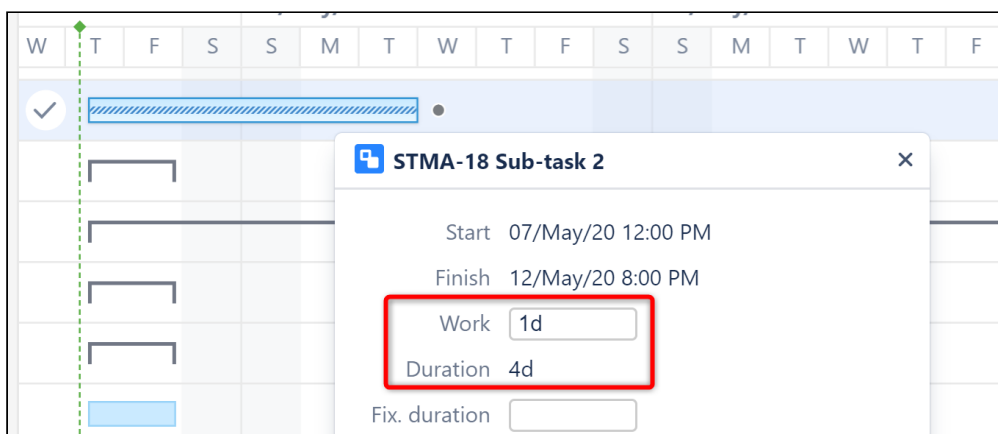 W T F S S M T W T F S S M T W T F
STMA-18 Sub-task 2
Start 07/May/20 12:00 PM
Finish 12/May/20 8:00 PM
Work 1d
Duration 4d
Fix. duration